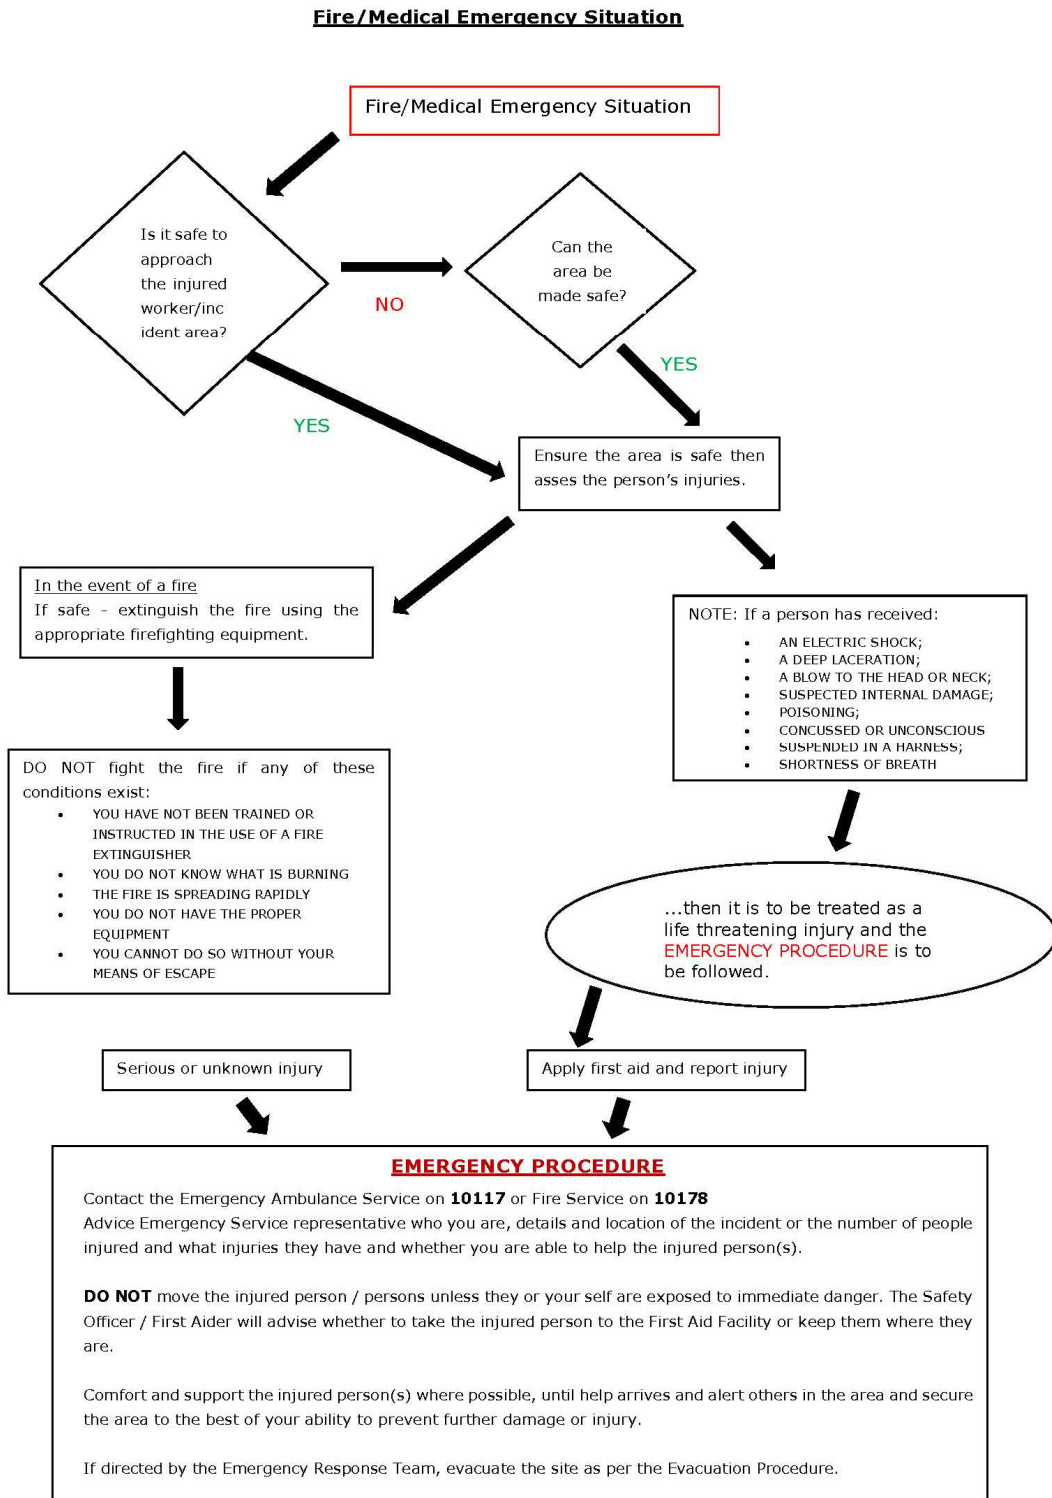 Fire/Medical Emergency Situation
Fire/Medical Emergency Situation
Is it safe to
approach
the injured
worker/inc
ident area?
NO
Can the
area be
made safe?
YES
YES
Ensure the area is safe then
asses the person's injuries.
In the event of a fire
If safe - extinguish the fire using the
appropriate firefighting equipment.
NOTE: If a person has received:
• AN ELECTRIC SHOCK;
• A DEEP LACERATION;
• A BLOW TO THE HEAD OR NECK;
• SUSPECTED INTERNAL DAMAGE;
• POISONING;
• CONCUSSED OR UNCONSCIOUS
• SUSPENDED IN A HARNESS;
• SHORTNESS OF BREATH
DO NOT fight the fire if any of these
conditions exist:
• YOU HAVE NOT BEEN TRAINED OR
INSTRUCTED IN THE USE OF A FIRE
EXTINGUISHER
• YOU DO NOT KNOW WHAT IS BURNING
• THE FIRE IS SPREADING RAPIDLY
• YOU DO NOT HAVE THE PROPER
EQUIPMENT
• YOU CANNOT DO SO WITHOUT YOUR
MEANS OF ESCAPE
...then it is to be treated as a
life threatening injury and the
EMERGENCY PROCEDURE is to
be followed.
Serious or unknown injury
Apply first aid and report injury
EMERGENCY PROCEDURE
Contact the Emergency Ambulance Service on 10117 or Fire Service on 10178
Advice Emergency Service representative who you are, details and location of the incident or the number of people
injured and what injuries they have and whether you are able to help the injured person(s).
DO NOT move the injured person / persons unless they or your self are exposed to immediate danger. The Safety
Officer / First Aider will advise whether to take the injured person to the First Aid Facility or keep them where they
are.
Comfort and support the injured person(s) where possible, until help arrives and alert others in the area and secure
the area to the best of your ability to prevent further damage or injury.
If directed by the Emergency Response Team, evacuate the site as per the Evacuation Procedure.